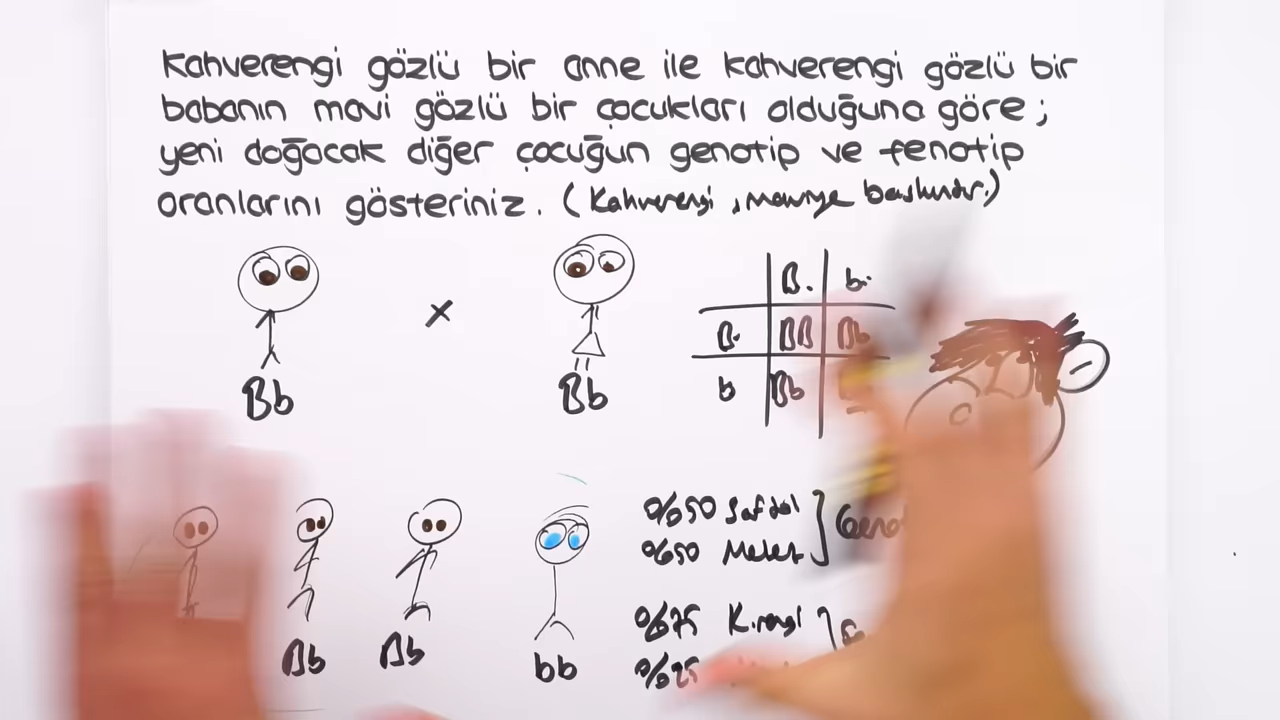 Kahverengi gözlü bir anne ile kahverengi gözlü bir
babanın mavi gözlü bir çocukları olduğuna göre;
yeni doğacak diğer çocuğun genotip ve fenotip
oranlarını gösteriniz. (Kahverengi, maviye baskındır.)
x
B. b.
B. BB Bb
b Bb
Bb Bb
Bb Bb bb
%50 Safdöl
%50 Melez
%75 K.rengi
%25